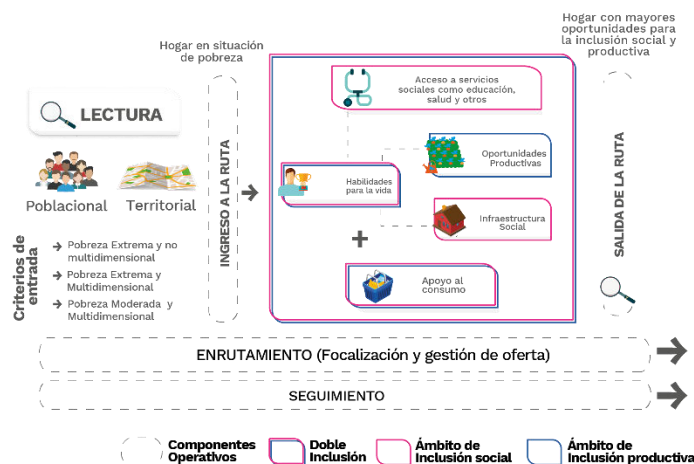 Hogar en situación
de pobreza
Hogar con mayores
oportunidades para
la inclusión social y
productiva
LECTURA
Poblacional
Territorial
Criterios de
entrada
Pobreza Extrema y no
multidimensional
Pobreza Extrema y
Multidimensional
Pobreza Moderada y
Multidimensional
INGRESO A LA RUTA
Acceso a servicios
sociales como educación,
salud y otros
Oportunidades
Productivas
Habilidades
para la vida
Infraestructura
Social
+
Apoyo al
consumo
SALIDA DE LA RUTA
ENRUTAMIENTO (Focalización y gestión de oferta)
SEGUIMIENTO
Componentes
Operativos
Doble
Inclusión
Ámbito de
Inclusión social
Ámbito de
Inclusión productiva